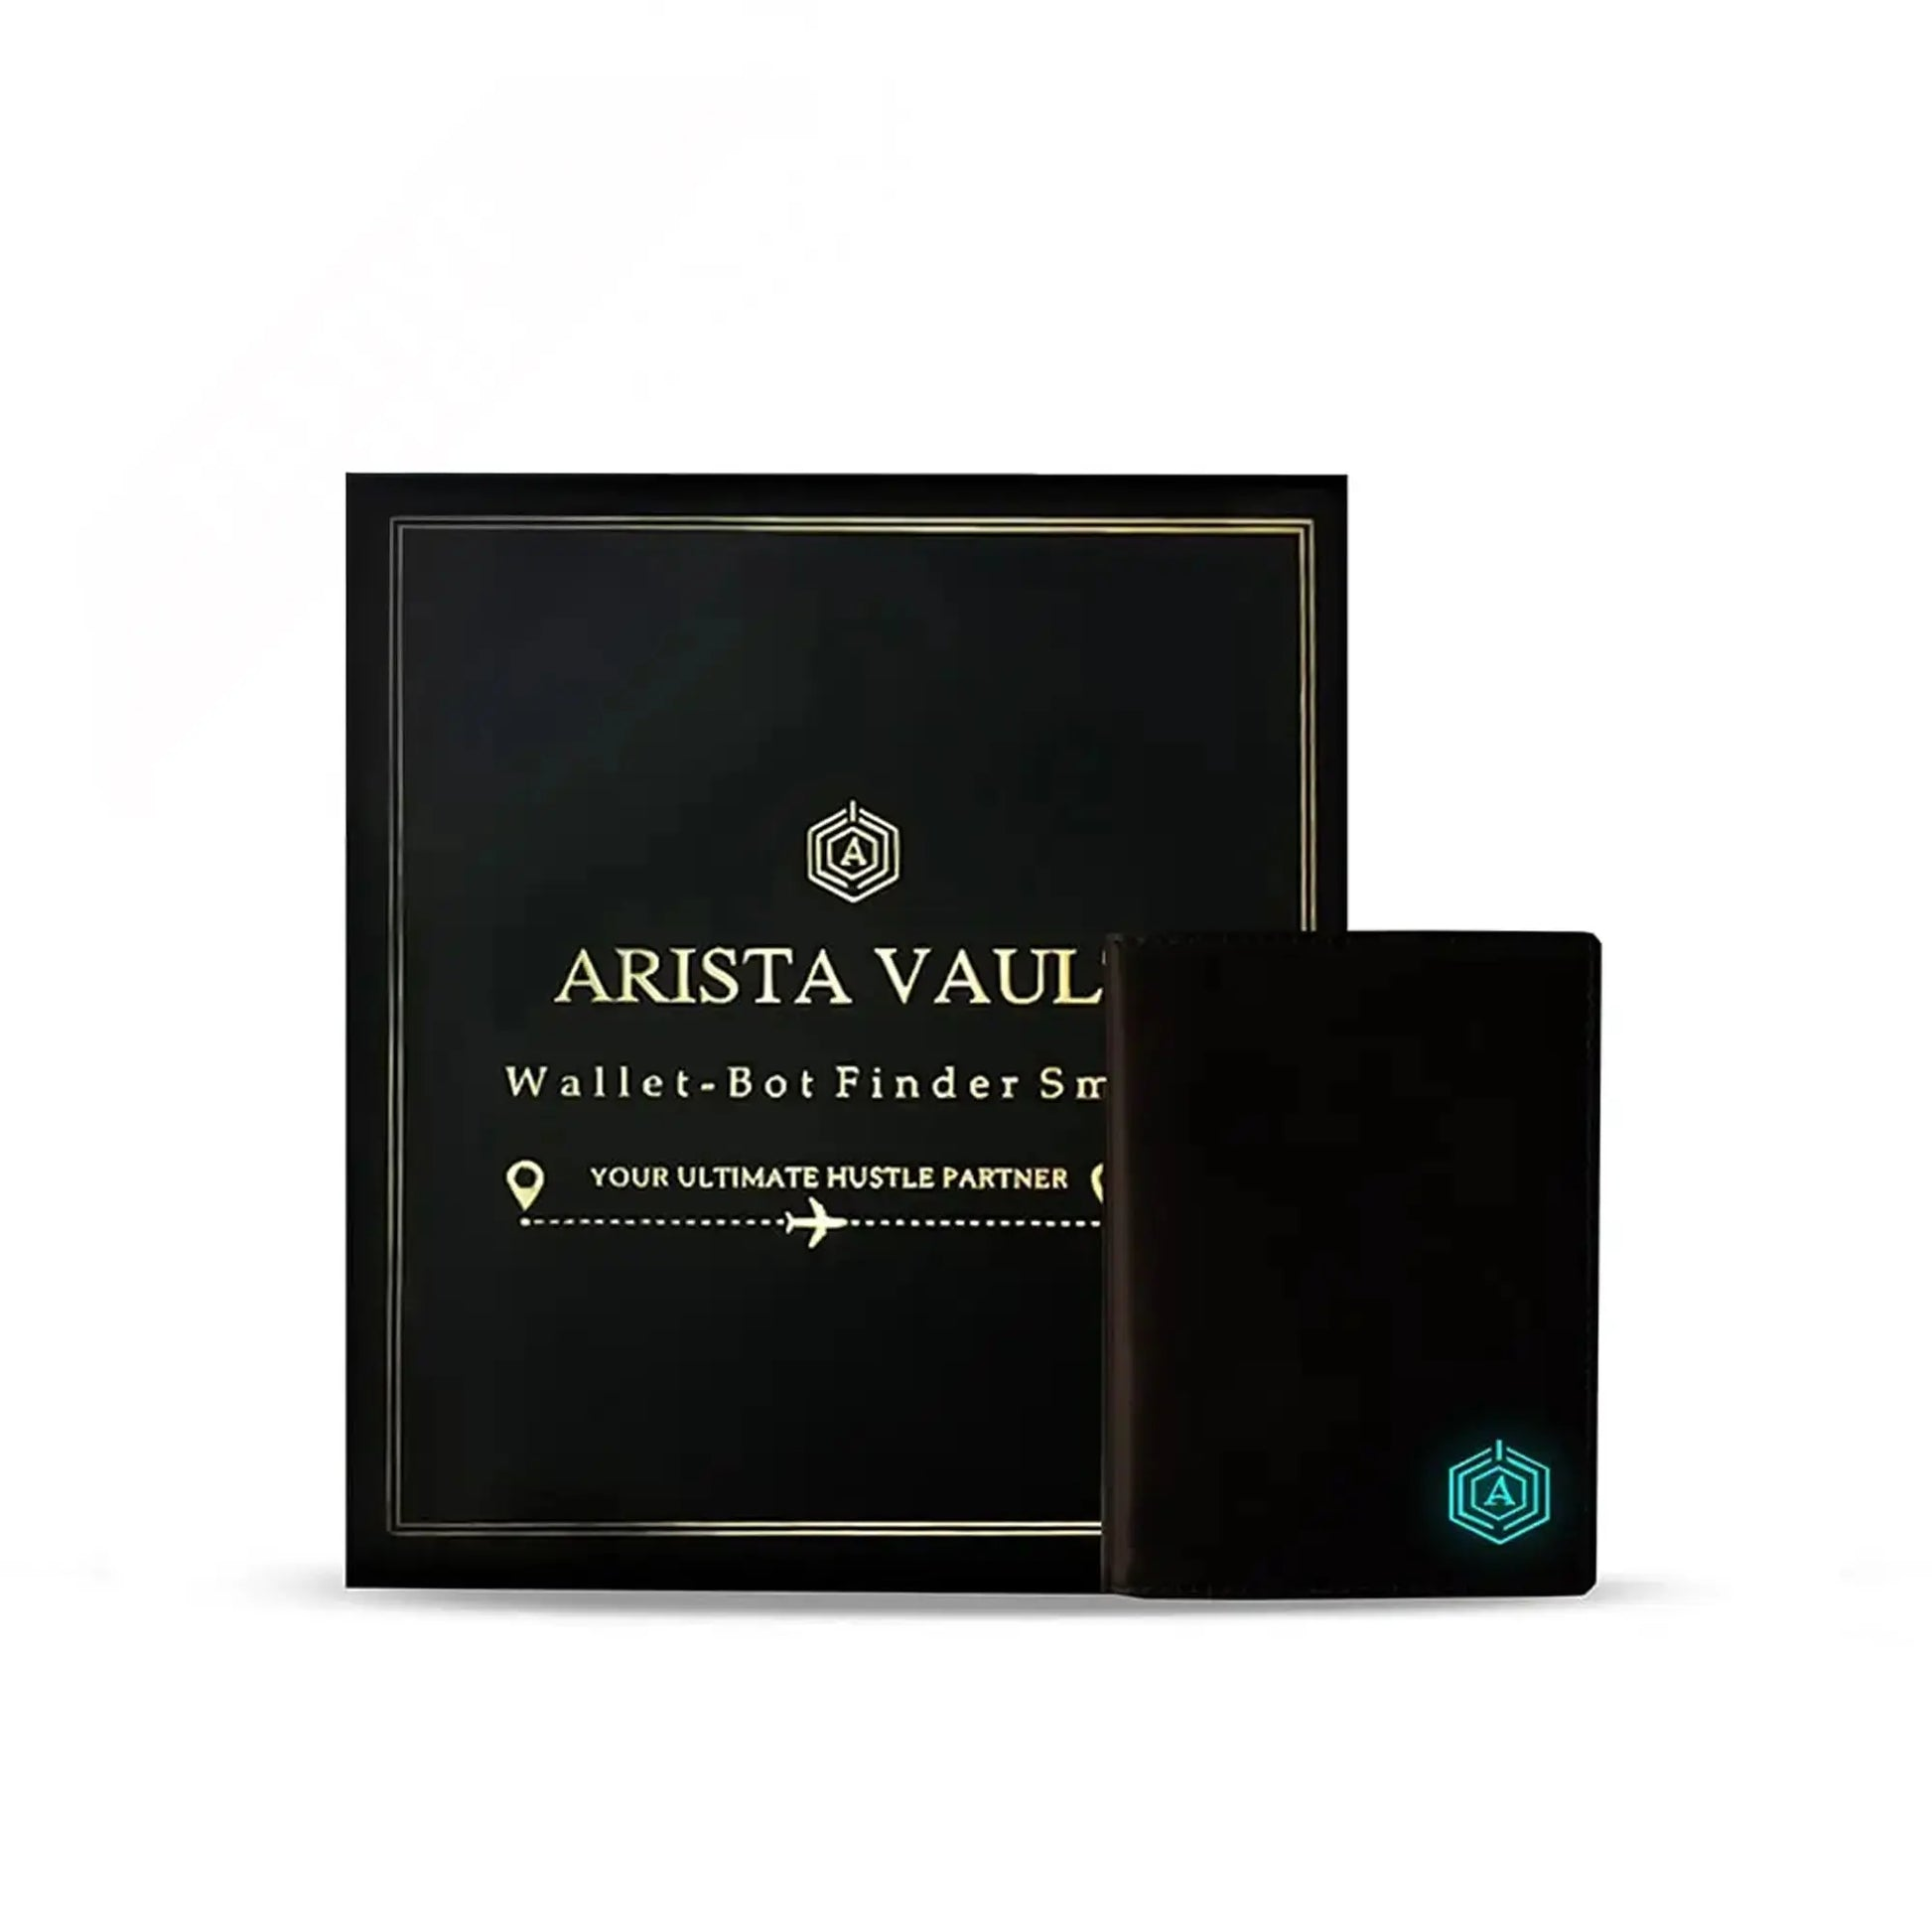 A
ARISTA VAUL
Wallet-Bot Finder Sm
YOUR ULTIMATE HUSTLE PARTNER
A